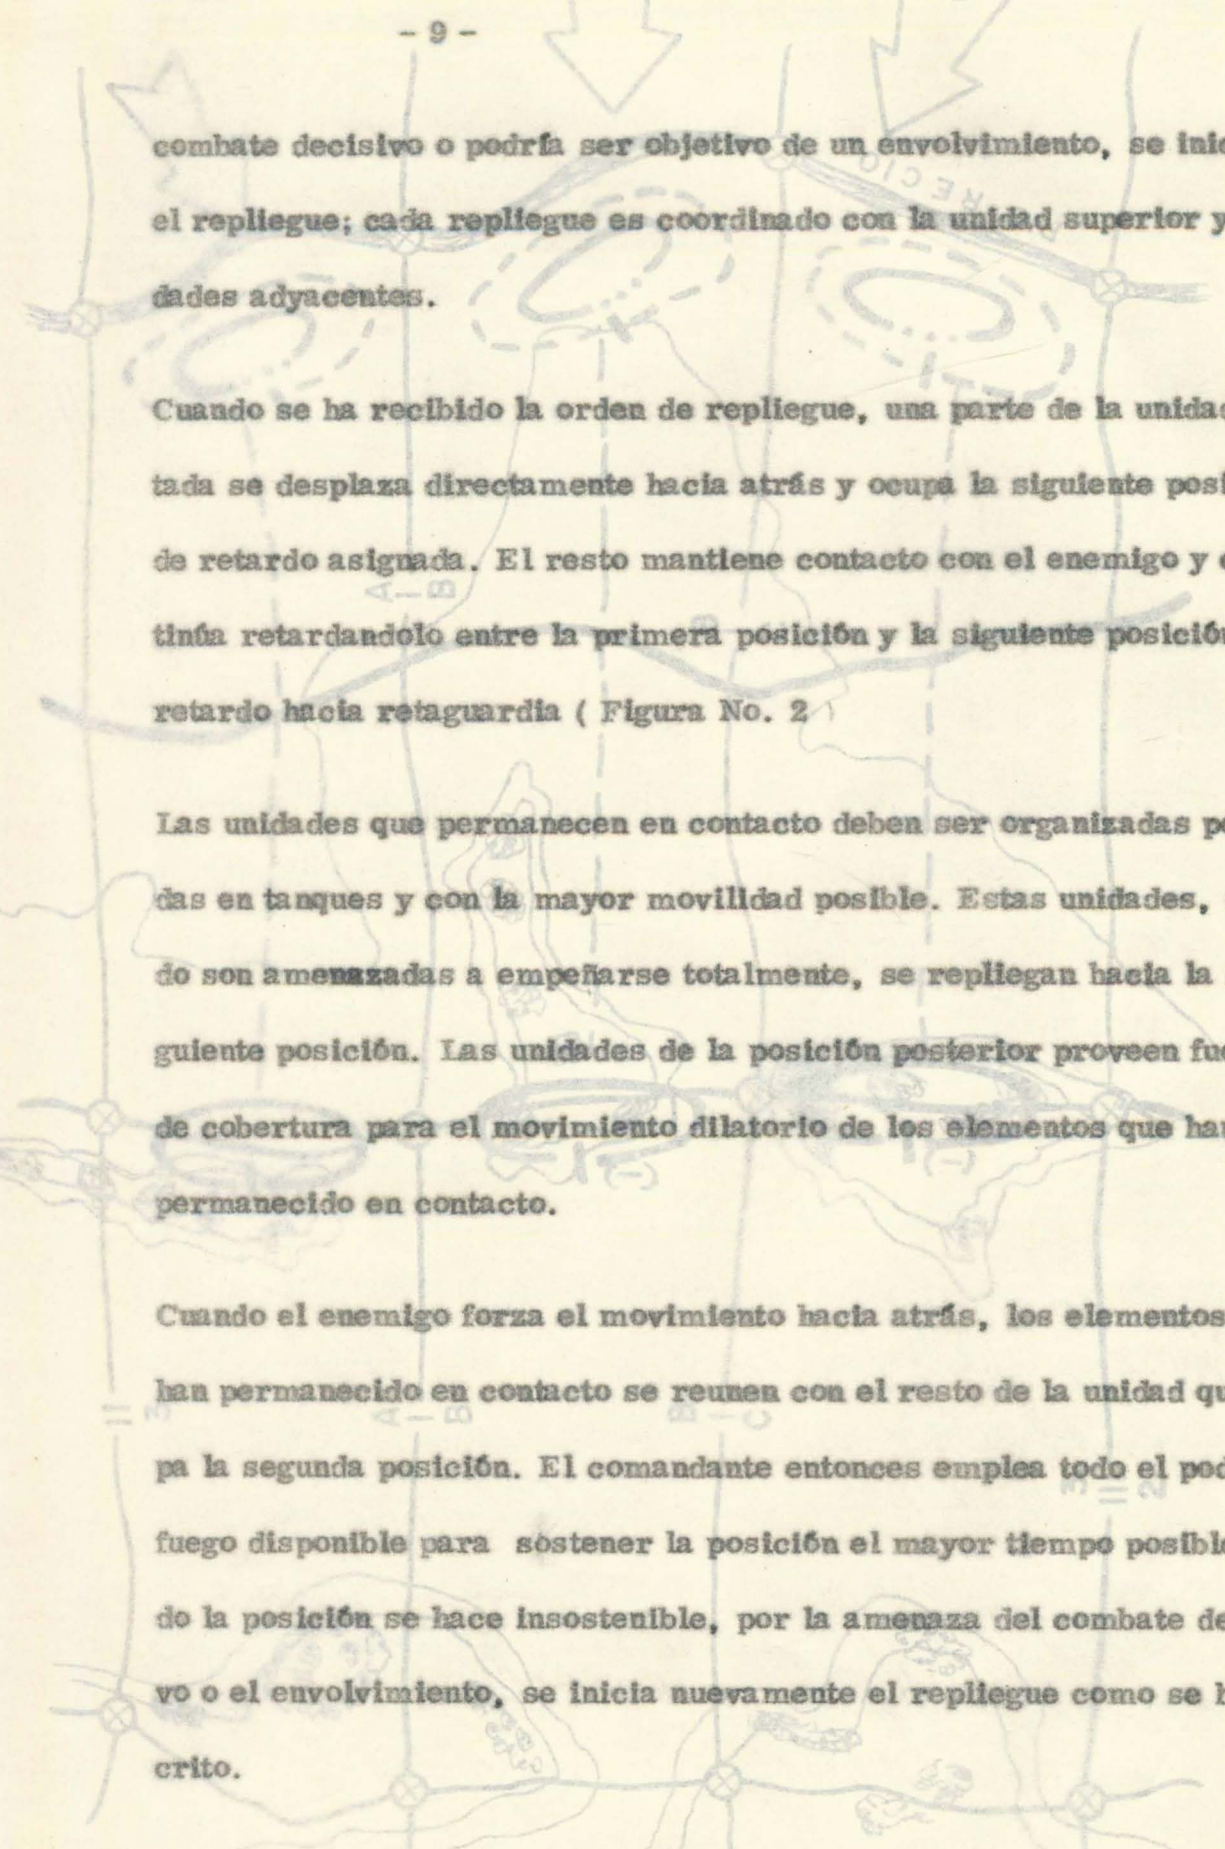 - 9 -
combate decisivo o podría ser objetivo de un envolvimiento, se inic
el repliegue; cada repliegue es coordinado con la unidad superior y
dades adyacentes.
Cuando se ha recibido la orden de repliegue, una parte de la unidad
tada se desplaza directamente hacia atrás y ocupa la siguiente posi
de retardo asignada. El resto mantiene contacto con el enemigo y c
tinúa retardandolo entre la primera posición y la siguiente posición
retardo hacia retaguardia ( Figura No. 2 )
Las unidades que permanecen en contacto deben ser organizadas pe
das en tanques y con la mayor movilidad posible. Estas unidades,
do son amenazadas a empeñarse totalmente, se repliegan hacia la
guiente posición. Las unidades de la posición posterior proveen fue
de cobertura para el movimiento dilatorio de los elementos que han
permanecido en contacto.
Cuando el enemigo forza el movimiento hacia atrás, los elementos
han permanecido en contacto se reunen con el resto de la unidad qu
pa la segunda posición. El comandante entonces emplea todo el pod
fuego disponible para sostener la posición el mayor tiempo posible
do la posición se hace insostenible, por la amenaza del combate de
vo o el envolvimiento, se inicia nuevamente el repliegue como se h
crito.